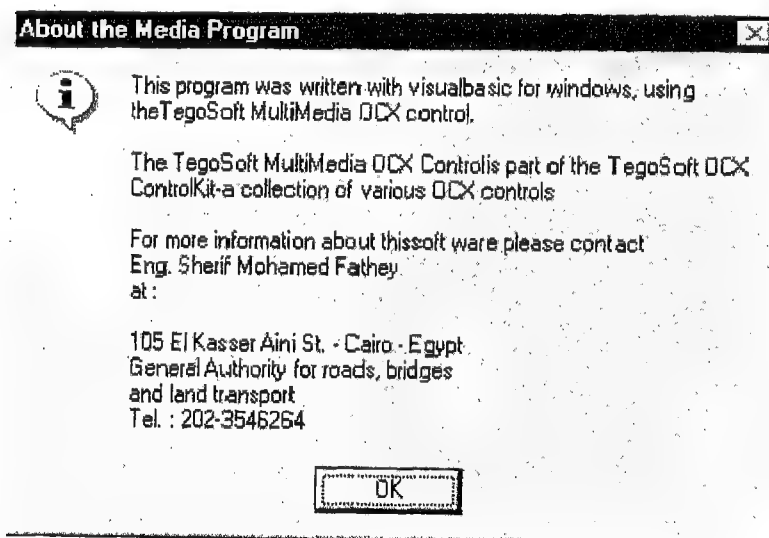 About the Media Program
This program was written with visualbasic for windows, using
theTegoSoft MultiMedia OCX control.
The TegoSoft MultiMedia OCX Controlis part of the TegoSoft OCX
ControlKit-a collection of various OCX controls
For more information about thissoft ware please contact
Eng. Sherif Mohamed Fathey
at :
105 El Kasser Aini St. - Cairo - Egypt
General Authority for roads, bridges
and land transport
Tel. : 202-3546264
OK